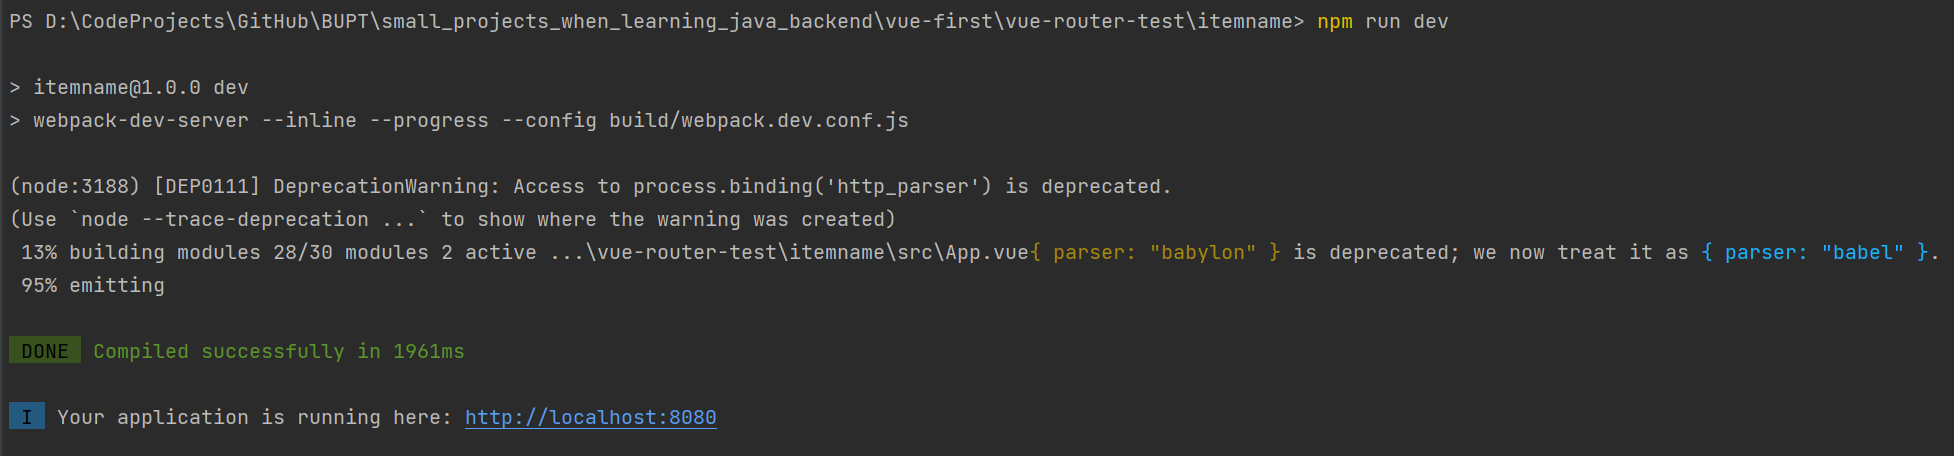 PS D:\CodeProjects\GitHub\BUPT\small_projects_when_learning_java_backend\vue-first\vue-router-test\itemname> npm run dev
> itemname@1.0.0 dev
> webpack-dev-server --inline --progress --config build/webpack.dev.conf.js
(node:3188) [DEP0111] DeprecationWarning: Access to process.binding('http_parser') is deprecated.
(Use `node --trace-deprecation ...` to show where the warning was created)
13% building modules 28/30 modules 2 active ...\vue-router-test\itemname\src\App.vue{ parser: "babylon" } is deprecated; we now treat it as { parser: "babel" }.
95% emitting
DONE Compiled successfully in 1961ms
I Your application is running here: http://localhost:8080